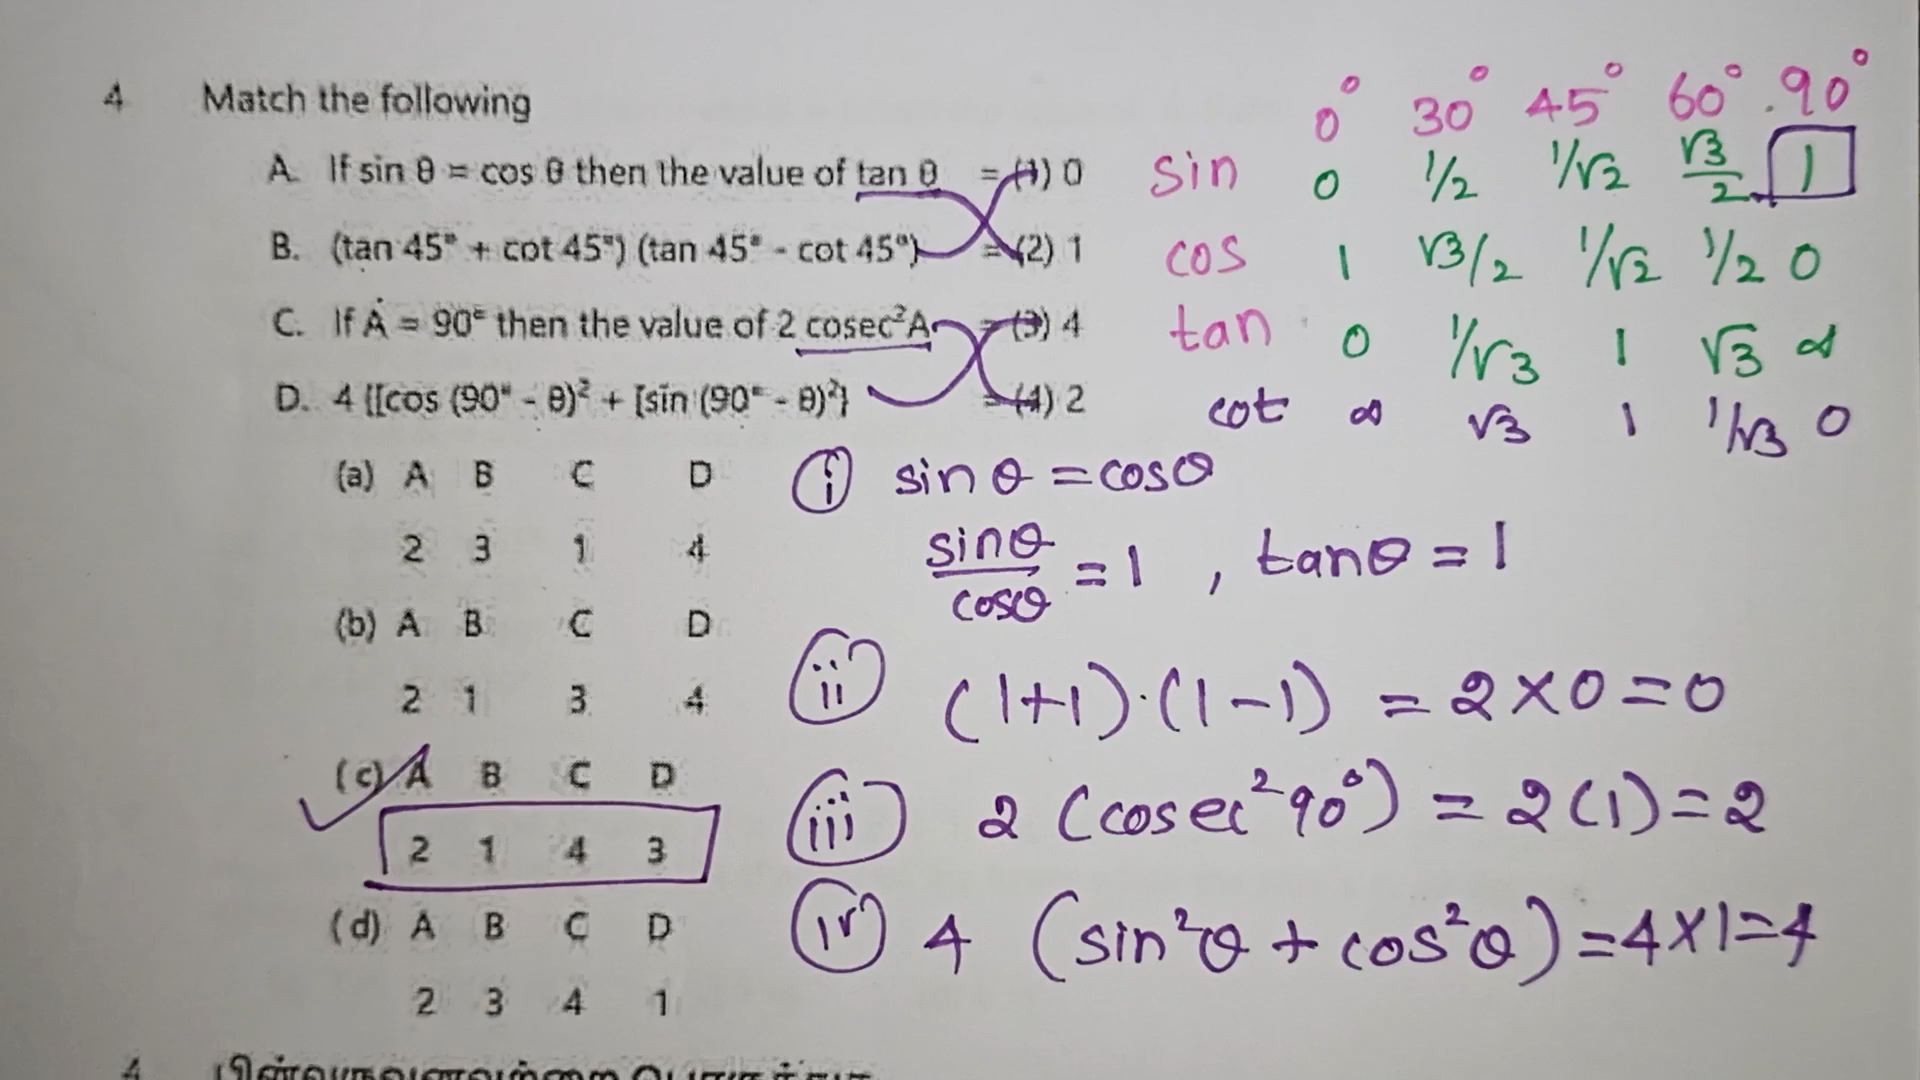 4 Match the following
A. If sin θ = cos θ then the value of tan θ = (1) 0
B. (tan 45° + cot 45°) (tan 45° - cot 45°) = (2) 1
C. If A = 90° then the value of 2 cosec²A = (3) 4
D. 4 {[cos (90° - θ)² + [sin (90° - θ)²} = (4) 2
(a) A B C D
2 3 1 4
(b) A B C D
2 1 3 4
(c) A B C D
2 1 4 3
(d) A B C D
2 3 4 1
0° 30° 45° 60° 90°
sin 0 1/2 1/√2 √3/2 1
cos 1 √3/2 1/√2 1/2 0
tan 0 1/√3 1 √3 ∞
cot ∞ √3 1 1/√3 0
(i) sin θ = cos θ
sinθ/cosθ = 1 , tanθ = 1
(ii) (1+1)·(1-1) = 2×0=0
(iii) 2 (cosec²90°) = 2(1)=2
(iv) 4 (sin²θ + cos²θ)=4×1=4
4